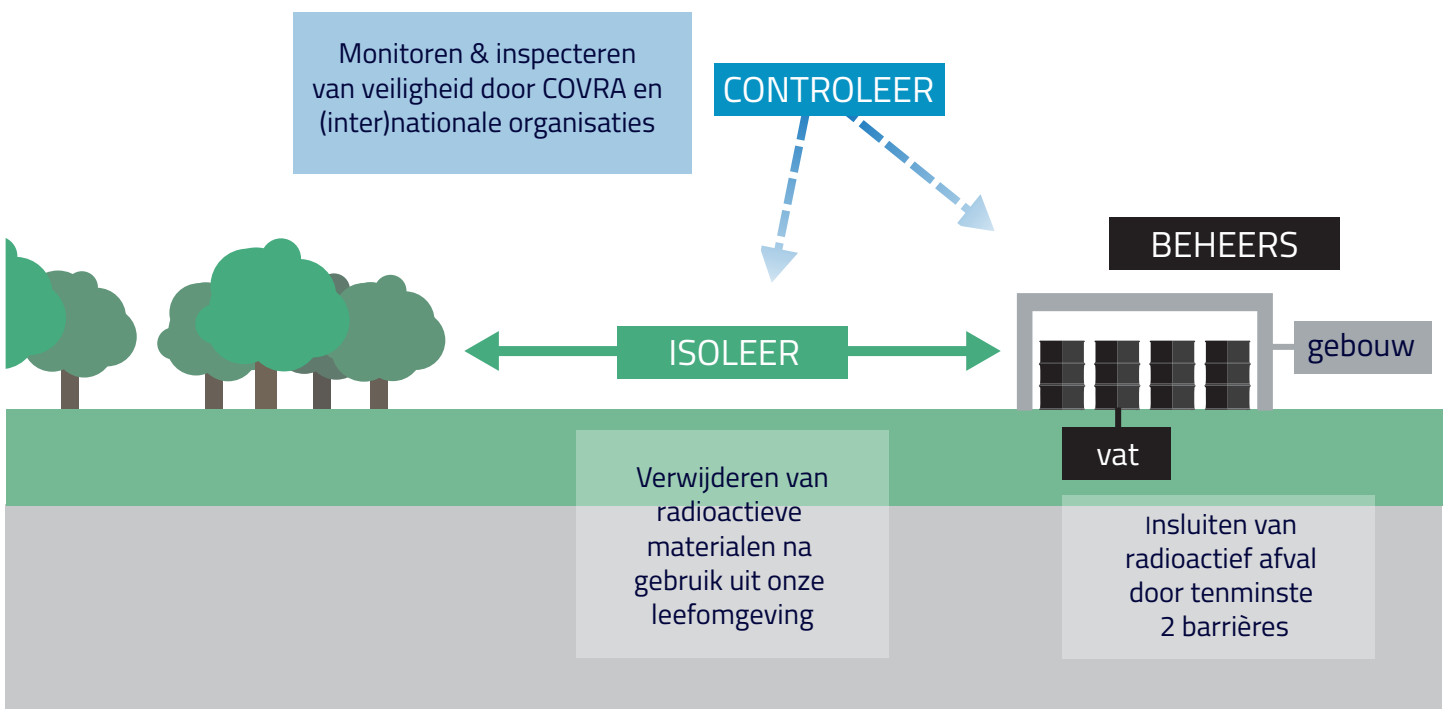 Monitoren & inspecteren
van veiligheid door COVRA en
(inter)nationale organisaties
CONTROLEER
BEHEERS
ISOLEER
gebouw
vat
Verwijderen van
radioactieve
materialen na
gebruik uit onze
leefomgeving
Insluiten van
radioactief afval
door tenminste
2 barrières